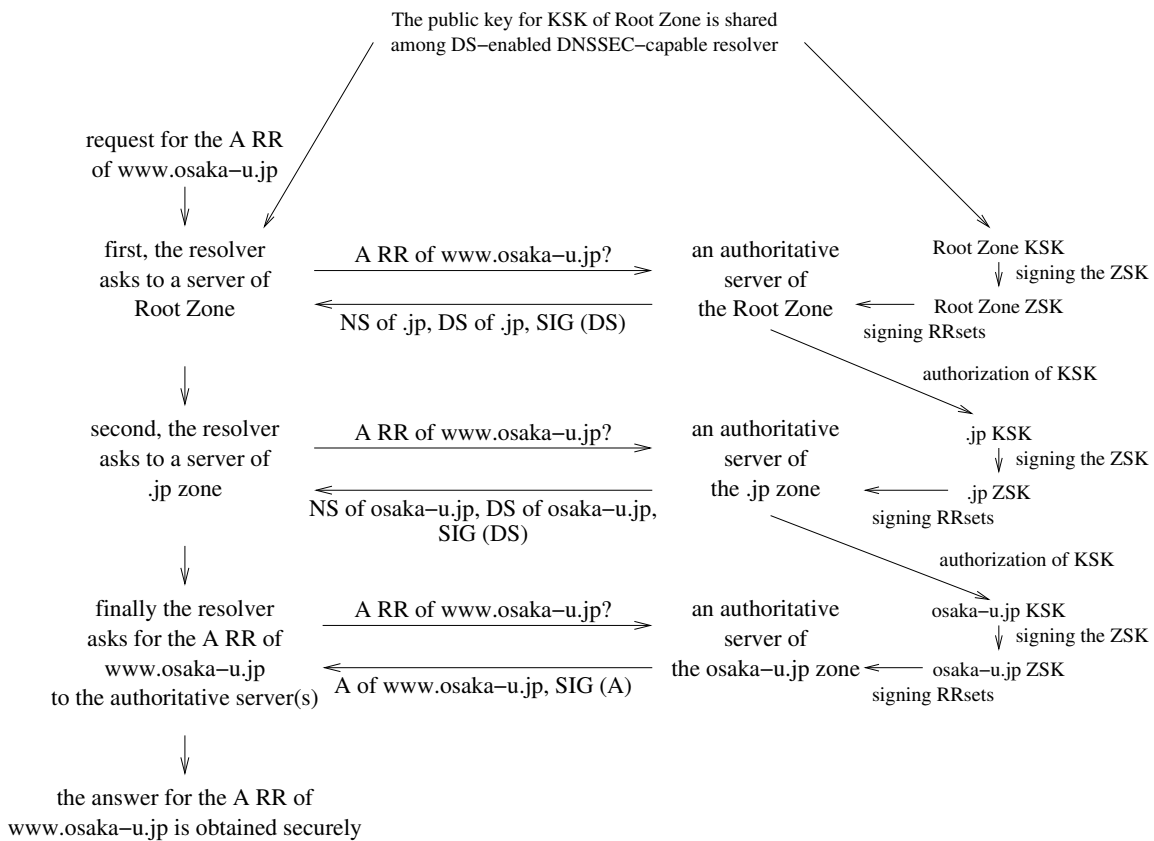 The public key for KSK of Root Zone is shared
among DS−enabled DNSSEC−capable resolver
request for the A RR
of www.osaka−u.jp
first, the resolver
asks to a server of
Root Zone
A RR of www.osaka−u.jp?
NS of .jp, DS of .jp, SIG (DS)
an authoritative
server of
the Root Zone
Root Zone KSK
signing the ZSK
Root Zone ZSK
signing RRsets
authorization of KSK
second, the resolver
asks to a server of
.jp zone
A RR of www.osaka−u.jp?
NS of osaka−u.jp, DS of osaka−u.jp,
SIG (DS)
an authoritative
server of
the .jp zone
.jp KSK
signing the ZSK
.jp ZSK
signing RRsets
authorization of KSK
finally the resolver
asks for the A RR of
www.osaka−u.jp
to the authoritative server(s)
A RR of www.osaka−u.jp?
A of www.osaka−u.jp, SIG (A)
an authoritative
server of
the osaka−u.jp zone
osaka−u.jp KSK
signing the ZSK
osaka−u.jp ZSK
signing RRsets
the answer for the A RR of
www.osaka−u.jp is obtained securely